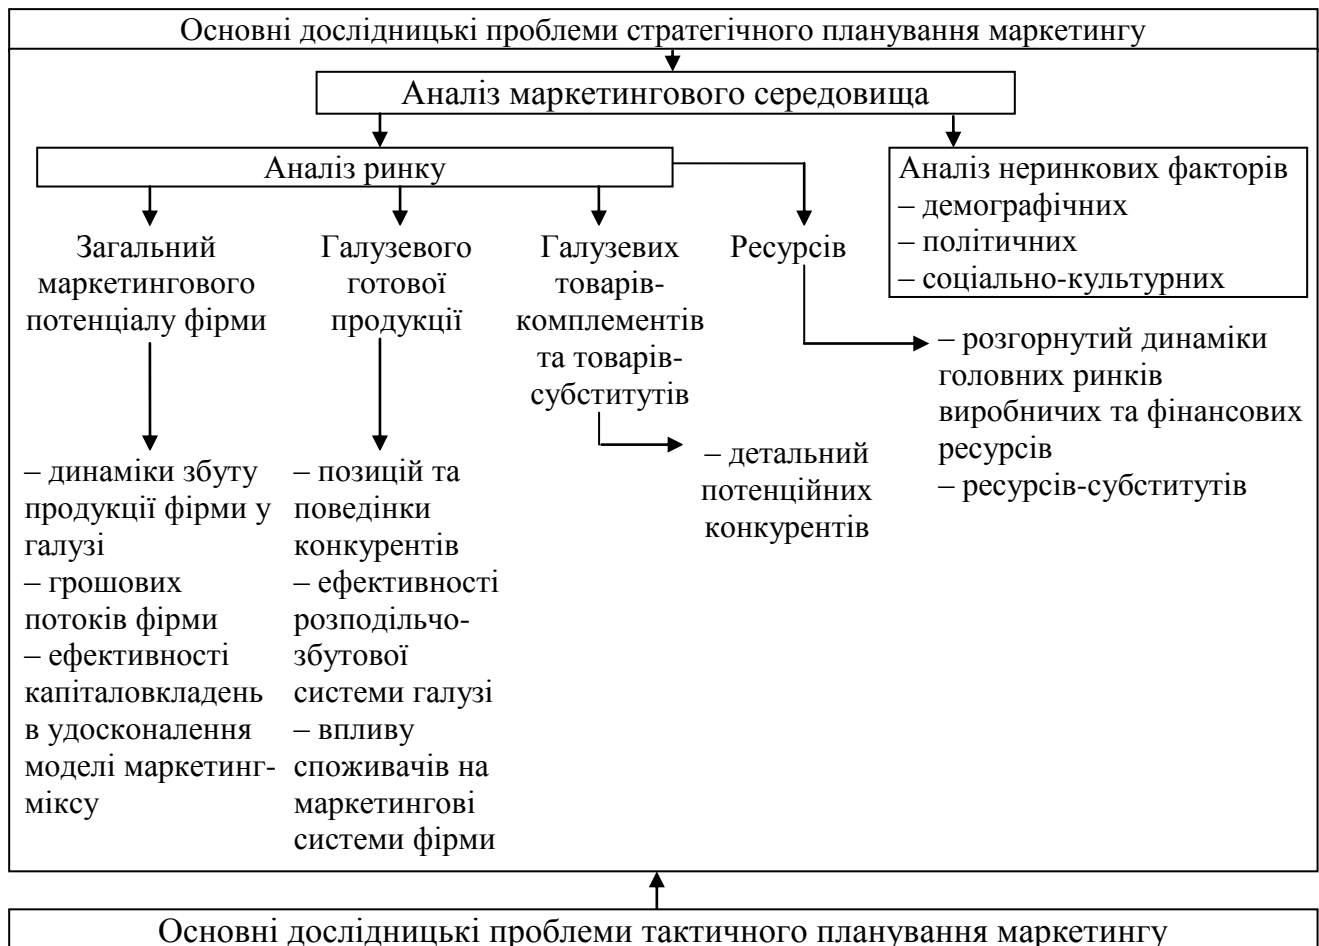 Основні дослідницькі проблеми стратегічного планування маркетингу
Аналіз маркетингового середовища
Аналіз ринку
Аналіз неринкових факторів
– демографічних
– політичних
– соціально-культурних
Загальний
маркетингового
потенціалу фірми
Галузевого
готової
продукції
Галузевих
товарів-
комплементів
та товарів-
субститутів
Ресурсів
– розгорнутий динаміки
головних ринків
виробничих та фінансових
ресурсів
– ресурсів-субститутів
– динаміки збуту
продукції фірми у
галузі
– грошових
потоків фірми
– ефективності
капіталовкладень
в удосконалення
моделі маркетинг-
міксу
– позицій та
поведінки
конкурентів
– ефективності
розподільчо-
збутової
системи галузі
– впливу
споживачів на
маркетингові
системи фірми
– детальний
потенційних
конкурентів
Основні дослідницькі проблеми тактичного планування маркетингу